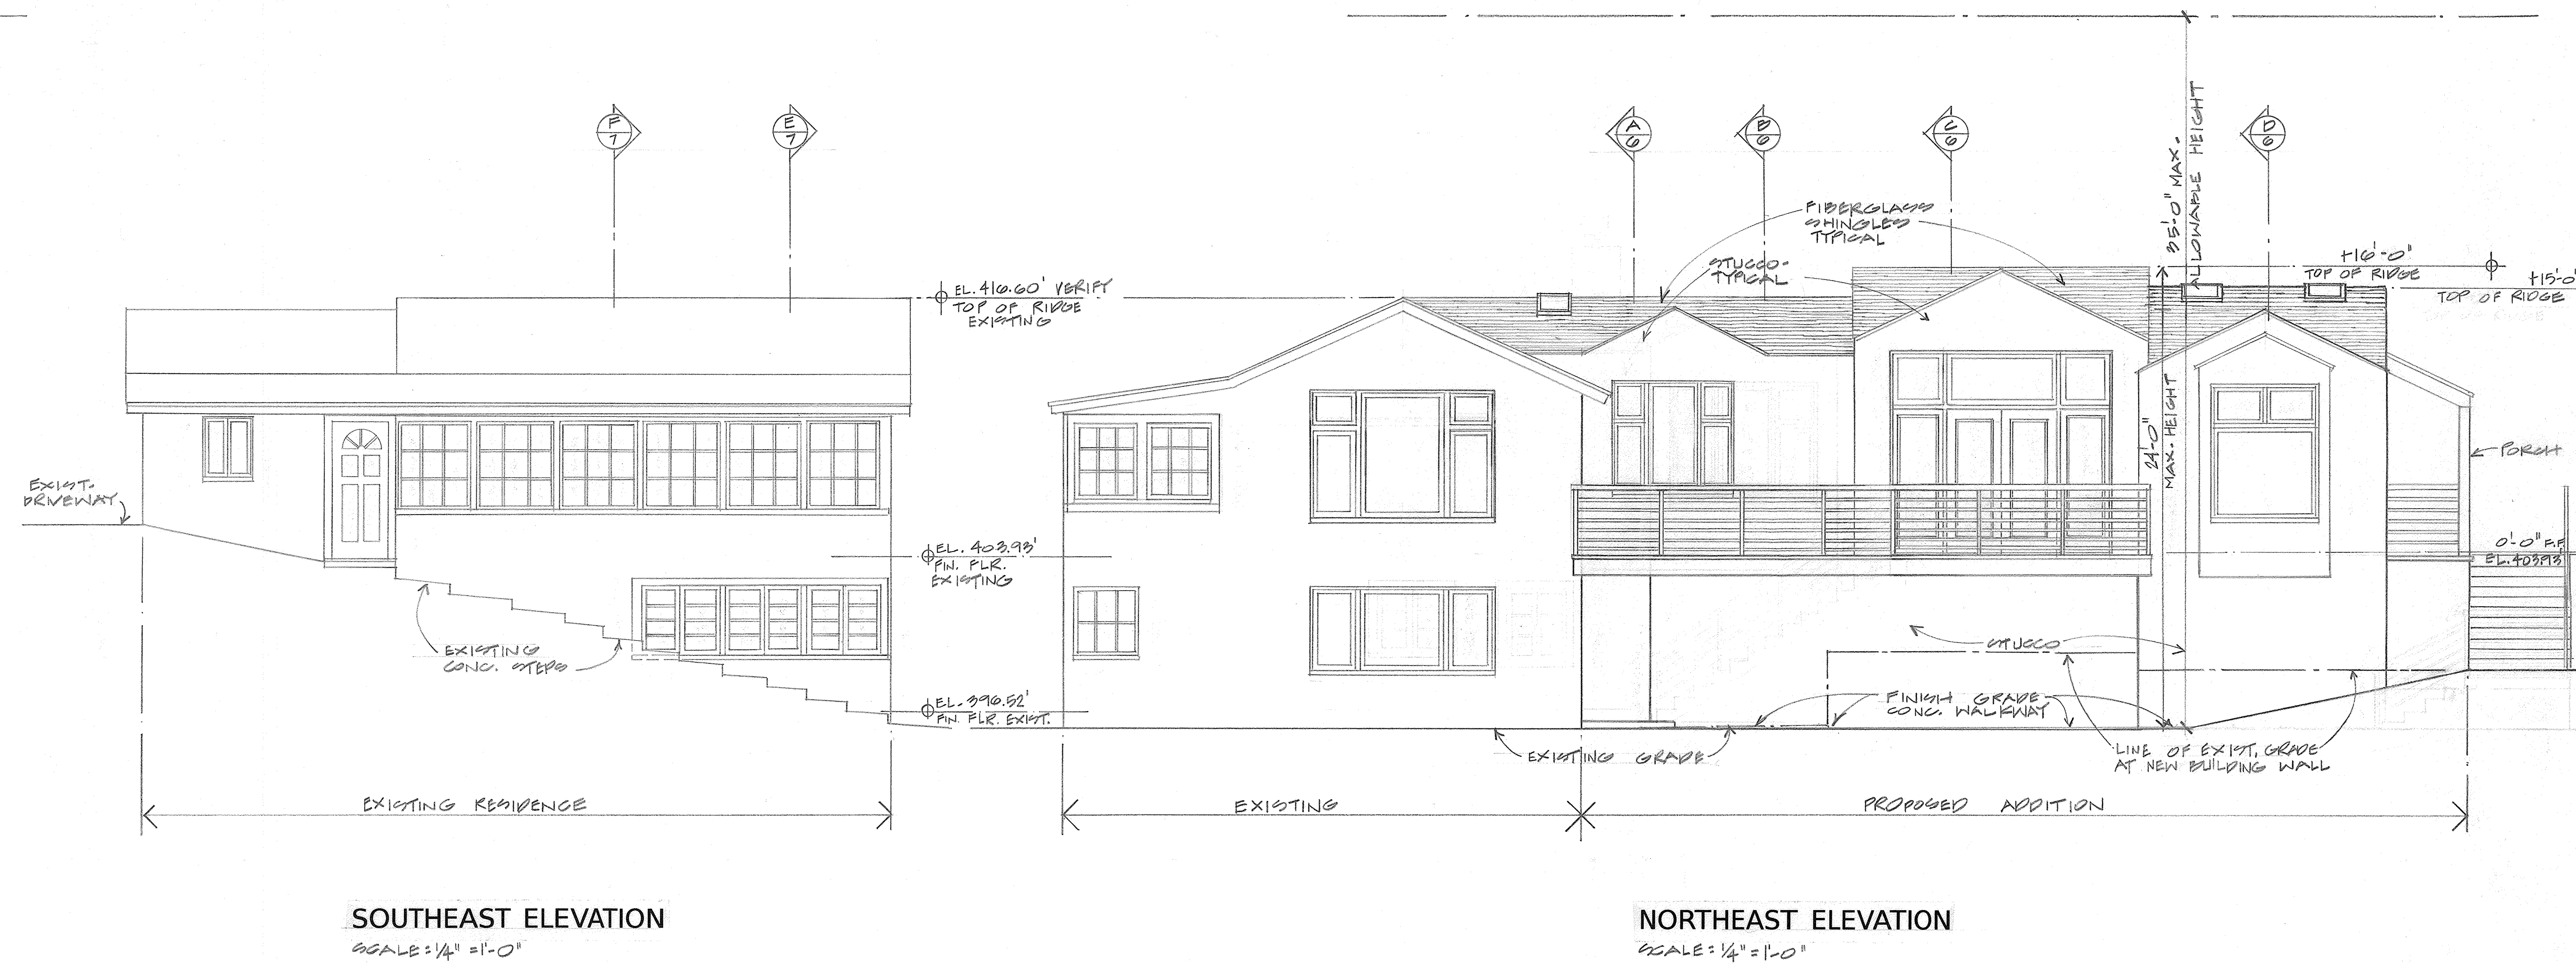 F
7
E
7
A
6
B
6
C
6
D
6
35'-0" MAX.
ALLOWABLE HEIGHT
FIBERGLASS
SHINGLES
TYPICAL
STUCCO-
TYPICAL
+16'-0"
TOP OF RIDGE
+15'-0
TOP OF RIDGE
EL. 416.60' VERIFY
TOP OF RIDGE
EXISTING
24'-0"
MAX. HEIGHT
PORCH
EXIST.
DRIVEWAY
EL. 403.93'
FIN. FLR.
EXISTING
0'-0" F.F.
EL. 403.93'
EXISTING
CONC. STEPS
STUCCO
EL. 396.52'
FIN. FLR. EXIST.
FINISH GRADE
CONC. WALKWAY
EXISTING GRADE
LINE OF EXIST. GRADE
AT NEW BUILDING WALL
EXISTING RESIDENCE
EXISTING
PROPOSED ADDITION
SOUTHEAST ELEVATION
SCALE: 1/4" = 1'-0"
NORTHEAST ELEVATION
SCALE: 1/4" = 1'-0"